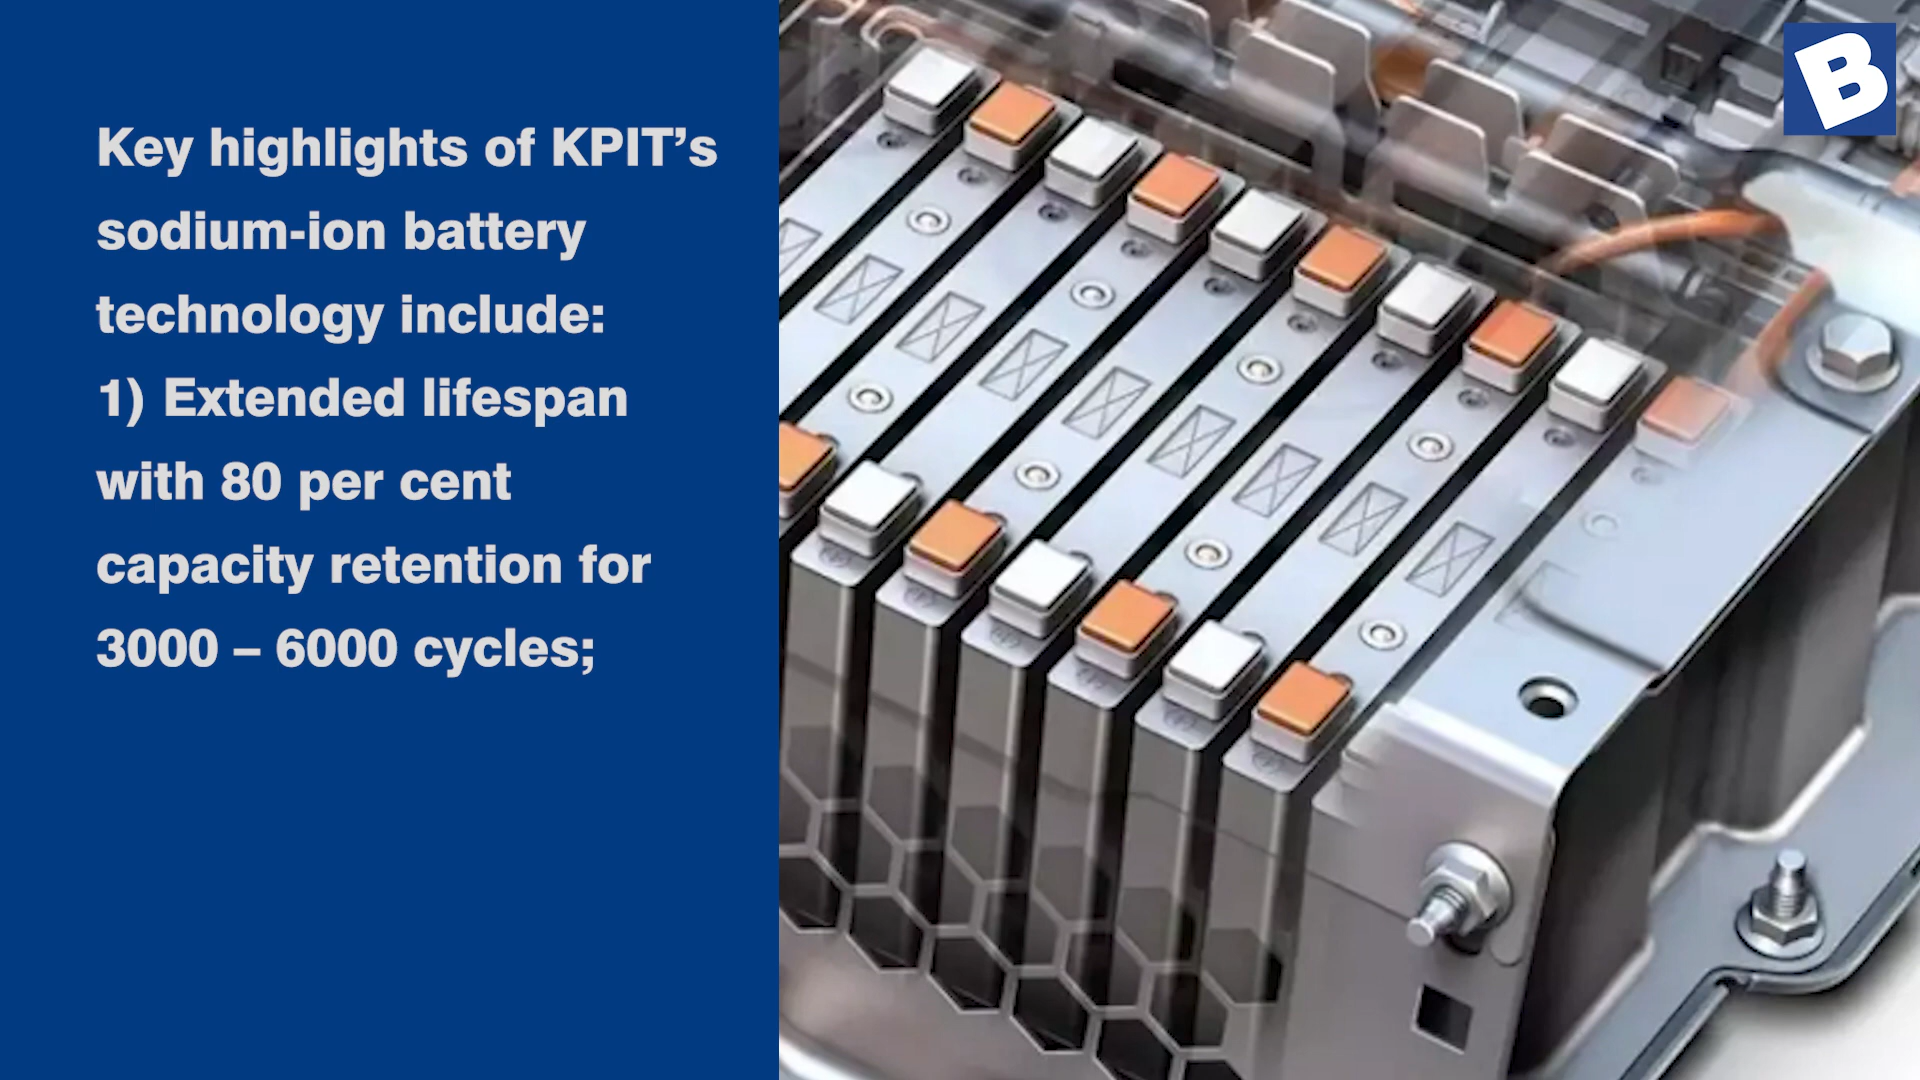 Key highlights of KPIT’s
sodium-ion battery
technology include:
1) Extended lifespan
with 80 per cent
capacity retention for
3000 – 6000 cycles;
B